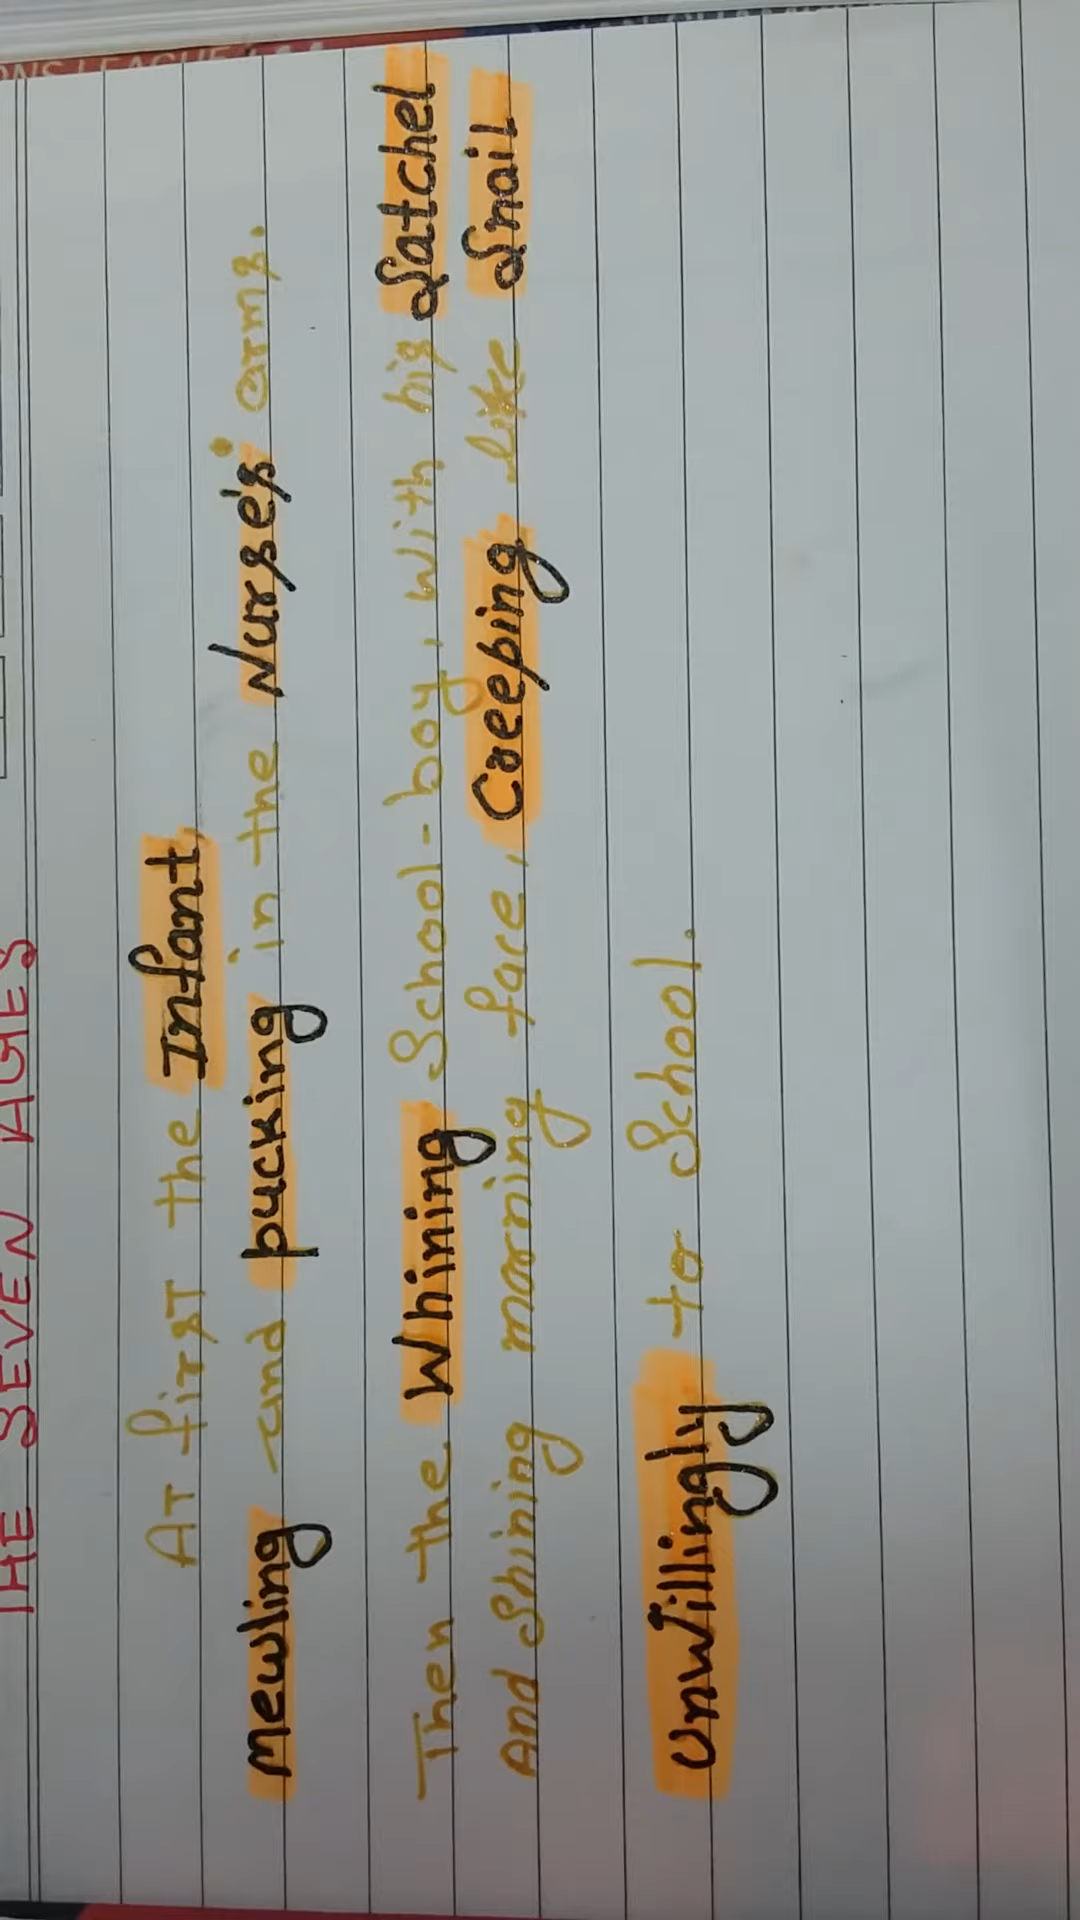 THE SEVEN AGES
At first the Infant,
mewling and pucking in the Nurse's arms.
Then the Whining School-boy, with his Satchel
And Shining morning face, Creeping like Snail
Unwillingly to School.